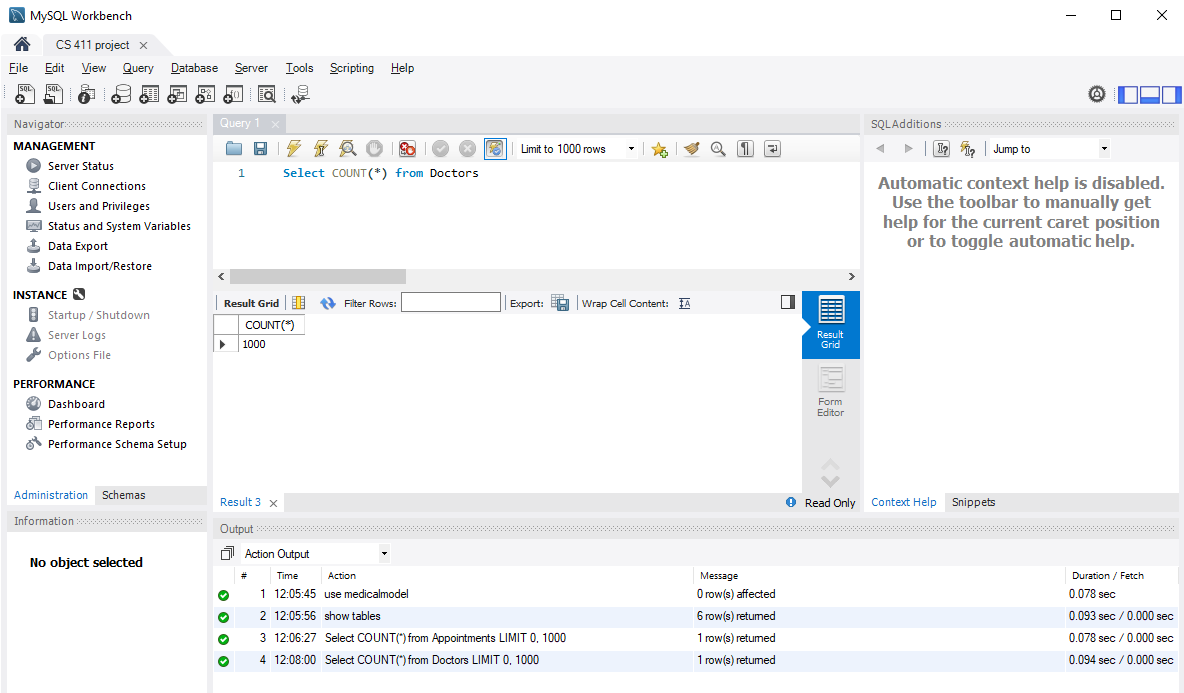 MySQL Workbench
CS 411 project
File Edit View Query Database Server Tools Scripting Help
Navigator
MANAGEMENT
Server Status
Client Connections
Users and Privileges
Status and System Variables
Data Export
Data Import/Restore
INSTANCE
Startup / Shutdown
Server Logs
Options File
PERFORMANCE
Dashboard
Performance Reports
Performance Schema Setup
Administration Schemas
Information
No object selected
Query 1
Limit to 1000 rows
1 Select COUNT(*) from Doctors
Result Grid Filter Rows: Export: Wrap Cell Content:
COUNT(*)
1000
Result
Grid
Form
Editor
Result 3 Read Only
SQLAdditions
Jump to
Automatic context help is disabled.
Use the toolbar to manually get
help for the current caret position
or to toggle automatic help.
Context Help Snippets
Output
Action Output
# Time Action Message Duration / Fetch
1 12:05:45 use medicalmodel 0 row(s) affected 0.078 sec
2 12:05:56 show tables 6 row(s) returned 0.093 sec / 0.000 sec
3 12:06:27 Select COUNT(*) from Appointments LIMIT 0, 1000 1 row(s) returned 0.078 sec / 0.000 sec
4 12:08:00 Select COUNT(*) from Doctors LIMIT 0, 1000 1 row(s) returned 0.094 sec / 0.000 sec